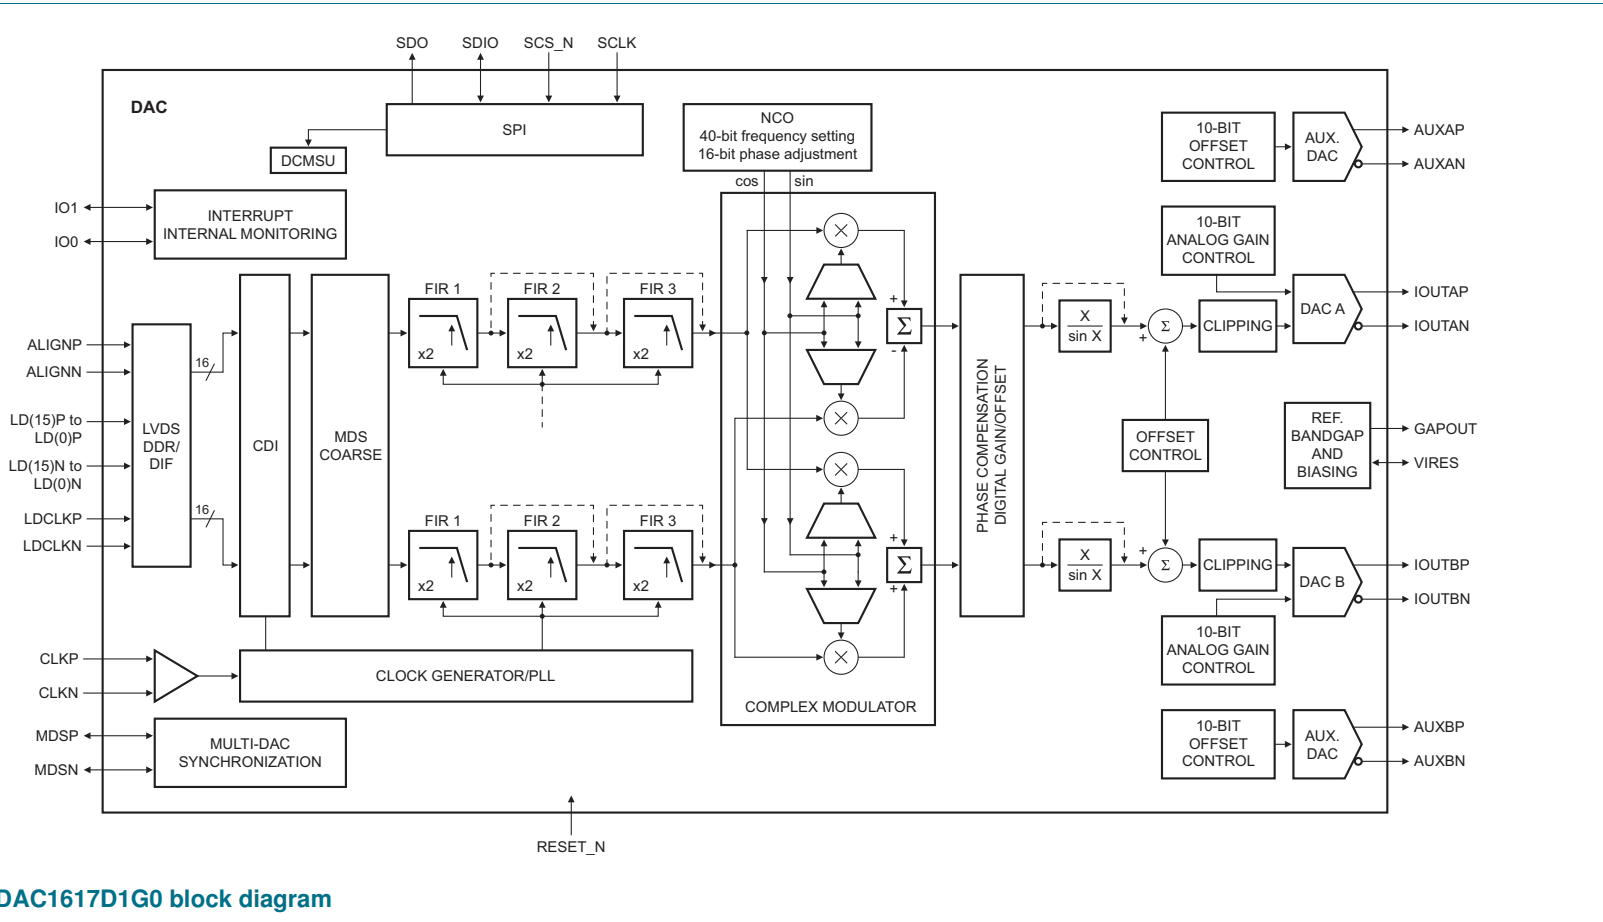 SDO SDIO SCS_N SCLK
DAC
SPI
DCMSU
NCO
40-bit frequency setting
16-bit phase adjustment
cos sin
10-BIT
OFFSET
CONTROL
AUX.
DAC
AUXAP
AUXAN
IO1
IO0
INTERRUPT
INTERNAL MONITORING
10-BIT
ANALOG GAIN
CONTROL
DAC A
IOUTAP
IOUTAN
FIR 1 FIR 2 FIR 3
x2 x2 x2
×
+
Σ
-
×
X
sin X
Σ
+
CLIPPING
ALIGNP
ALIGNN
LD(15)P to
LD(0)P
LD(15)N to
LD(0)N
LDCLKP
LDCLKN
LVDS
DDR/
DIF
16
16
CDI
MDS
COARSE
PHASE COMPENSATION
DIGITAL GAIN/OFFSET
OFFSET
CONTROL
REF.
BANDGAP
AND
BIASING
GAPOUT
VIRES
FIR 1 FIR 2 FIR 3
x2 x2 x2
×
+
Σ
+
×
COMPLEX MODULATOR
X
sin X
+
Σ
CLIPPING
DAC B
IOUTBP
IOUTBN
10-BIT
ANALOG GAIN
CONTROL
CLKP
CLKN
CLOCK GENERATOR/PLL
MDSP
MDSN
MULTI-DAC
SYNCHRONIZATION
10-BIT
OFFSET
CONTROL
AUX.
DAC
AUXBP
AUXBN
RESET_N
DAC1617D1G0 block diagram